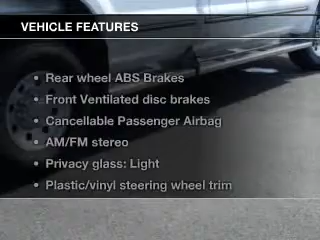 VEHICLE FEATURES
• Rear wheel ABS Brakes
• Front Ventilated disc brakes
• Cancellable Passenger Airbag
• AM/FM stereo
• Privacy glass: Light
• Plastic/vinyl steering wheel trim